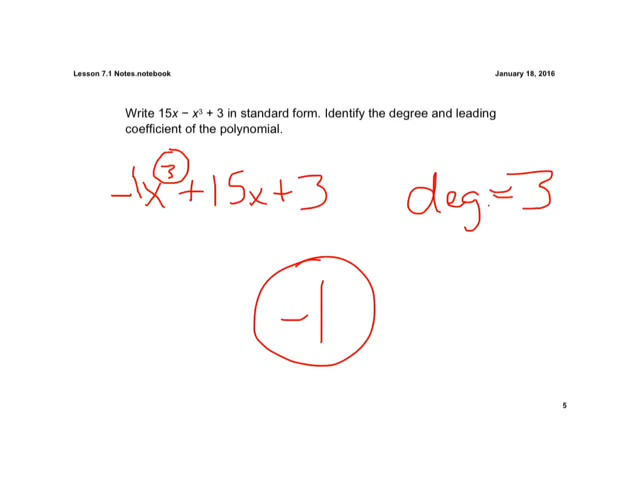 Lesson 7.1 Notes.notebook January 18, 2016
Write 15x − x³ + 3 in standard form. Identify the degree and leading
coefficient of the polynomial.
-1x³+15x+3 deg.=3
-1
5